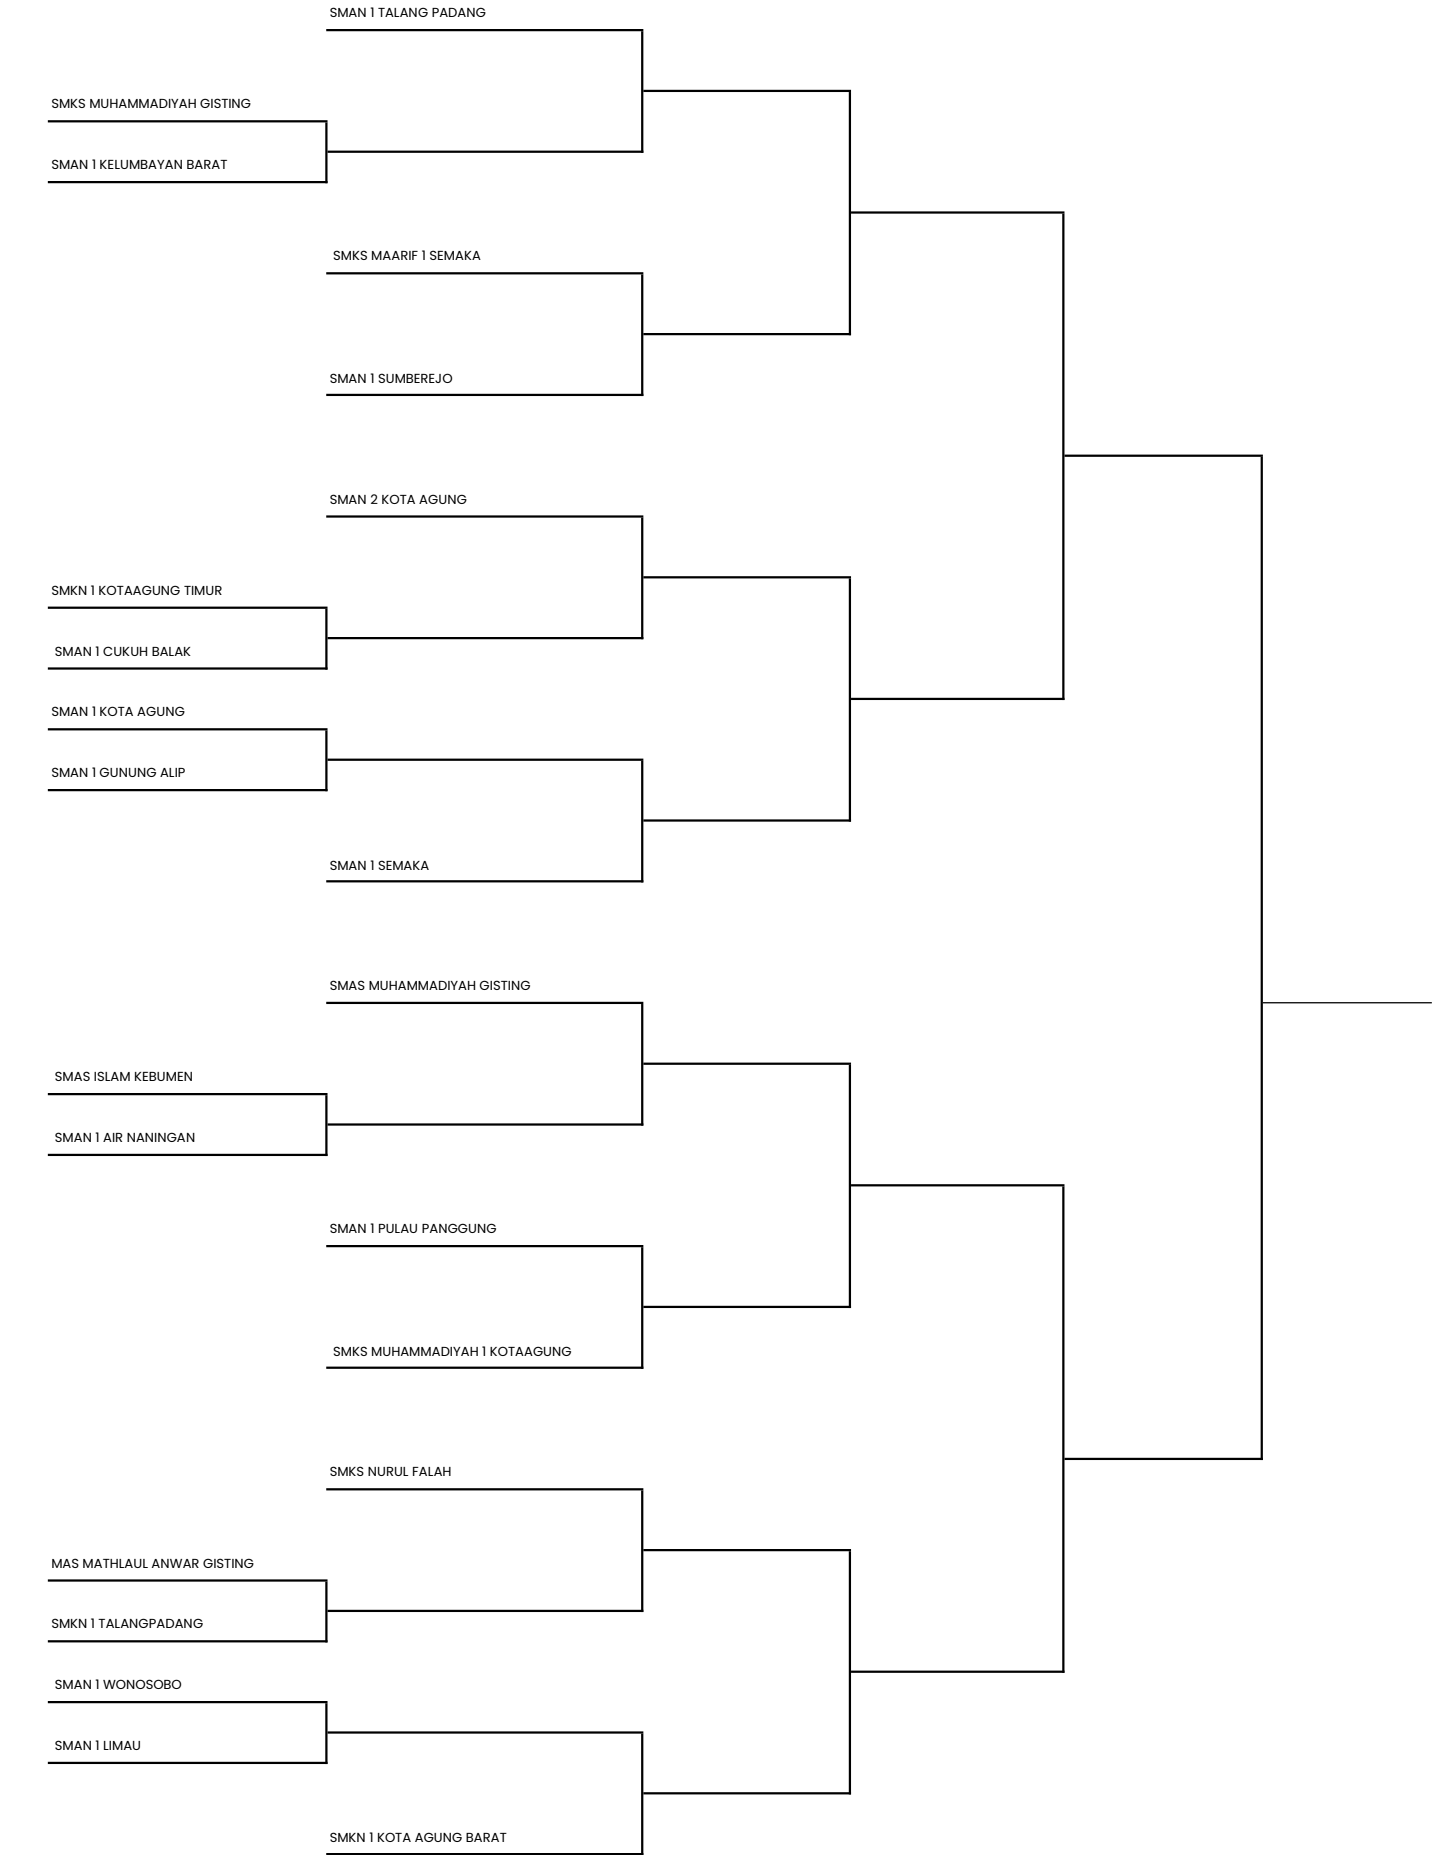 SMAN 1 TALANG PADANG
SMKS MUHAMMADIYAH GISTING
SMAN 1 KELUMBAYAN BARAT
SMKS MAARIF 1 SEMAKA
SMAN 1 SUMBEREJO
SMAN 2 KOTA AGUNG
SMKN 1 KOTAAGUNG TIMUR
SMAN 1 CUKUH BALAK
SMAN 1 KOTA AGUNG
SMAN 1 GUNUNG ALIP
SMAN 1 SEMAKA
SMAS MUHAMMADIYAH GISTING
SMAS ISLAM KEBUMEN
SMAN 1 AIR NANINGAN
SMAN 1 PULAU PANGGUNG
SMKS MUHAMMADIYAH 1 KOTAAGUNG
SMKS NURUL FALAH
MAS MATHLAUL ANWAR GISTING
SMKN 1 TALANGPADANG
SMAN 1 WONOSOBO
SMAN 1 LIMAU
SMKN 1 KOTA AGUNG BARAT